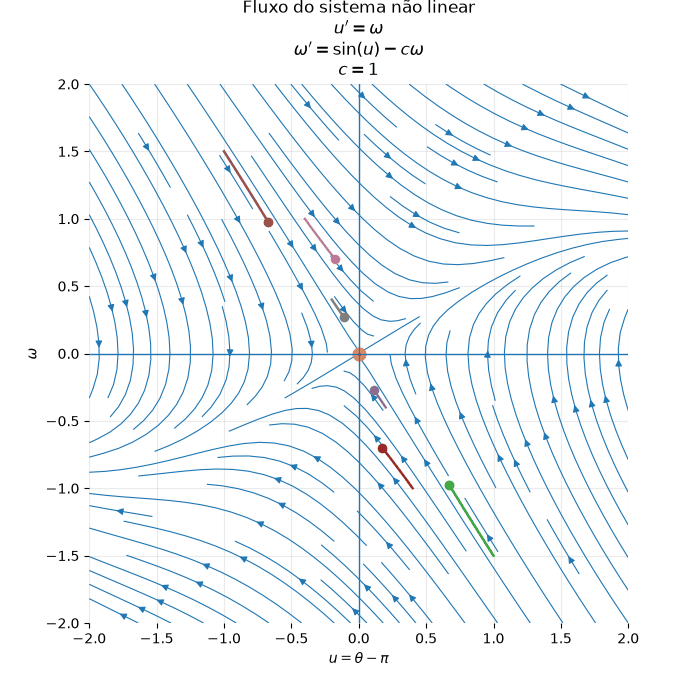 Fluxo do sistema não linear
u′ = ω
ω′ = sin(u) − cω
c = 1
2.0
1.5
1.0
0.5
0.0
−0.5
−1.0
−1.5
−2.0
ω
−2.0 −1.5 −1.0 −0.5 0.0 0.5 1.0 1.5 2.0
u = θ − π